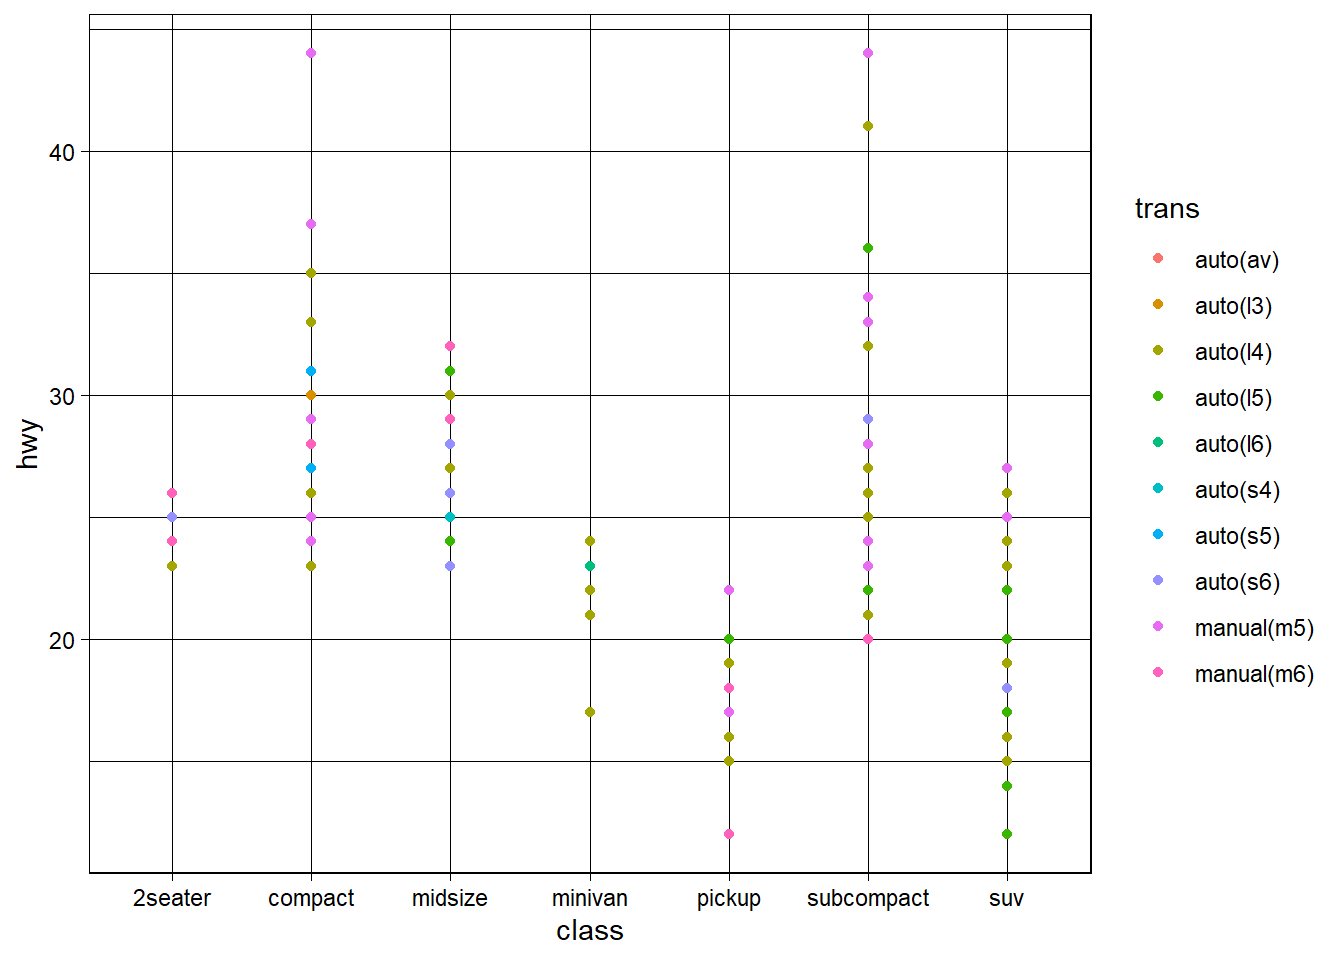 40
30
20
hwy
2seater compact midsize minivan pickup subcompact suv
class
trans
auto(av)
auto(l3)
auto(l4)
auto(l5)
auto(l6)
auto(s4)
auto(s5)
auto(s6)
manual(m5)
manual(m6)